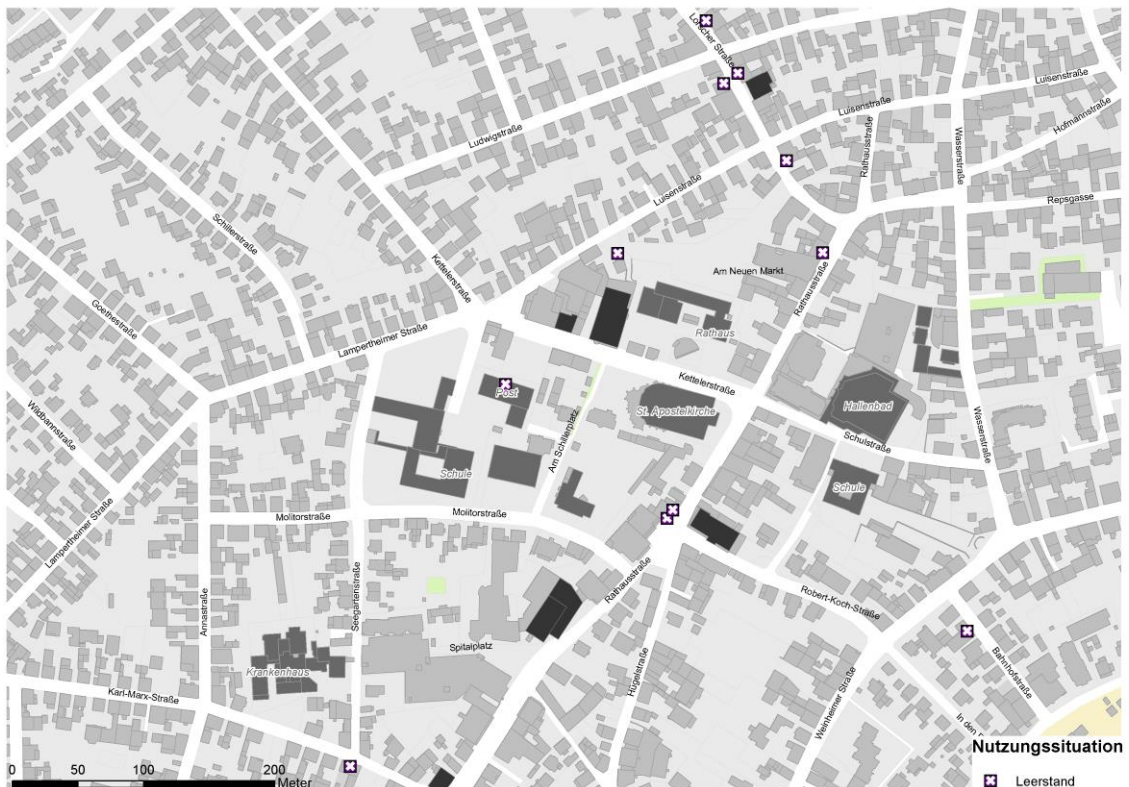 Lorscher Straße
Luisenstraße
Ludwigstraße
Luisenstraße
Hofmannstraße
Rathausstraße
Wasserstraße
Repsgasse
Luisenstraße
Schillerstraße
Kettelerstraße
Am Neuen Markt
Rathausstraße
Goethestraße
Rathaus
Lampertheimer Straße
Kettelerstraße
Post
Wildbannstraße
St. Apostelkirche
Hallenbad
Am Schillerplatz
Schulstraße
Wasserstraße
Schule
Schule
Lampertheimer Straße
Molitorstraße
Molitorstraße
Rathausstraße
Robert-Koch-Straße
Annastraße
Seegartenstraße
Spitalplatz
Krankenhaus
Hügelstraße
Bahnhofstraße
Karl-Marx-Straße
Weinheimer Straße
In den
Nutzungssituation
0 50 100 200
Meter
Leerstand